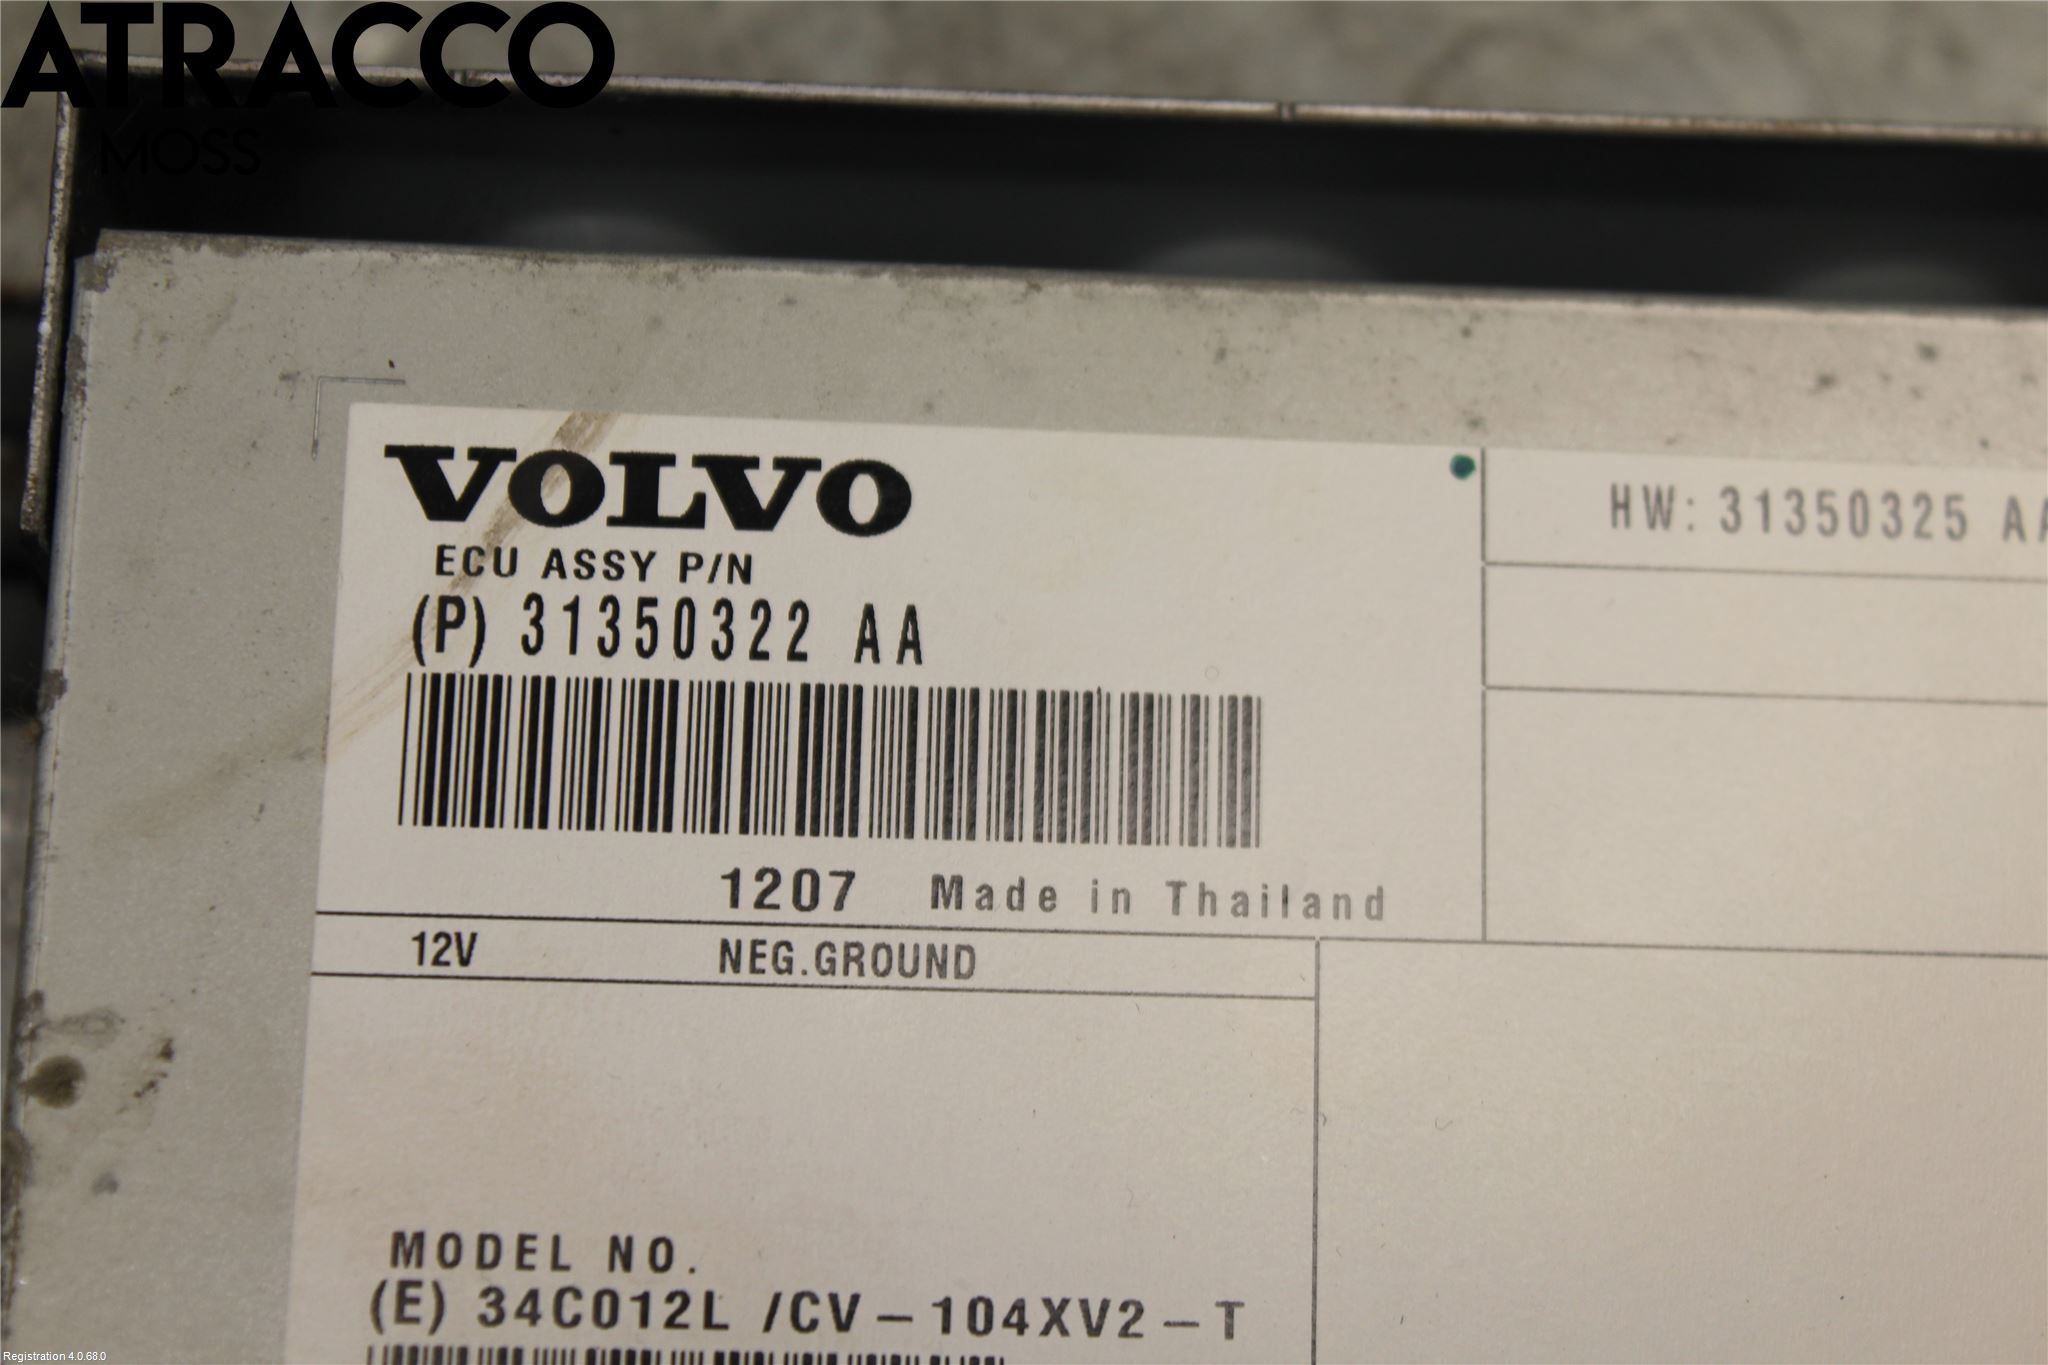 ATRACCO
MOSS
VOLVO
ECU ASSY P/N
(P) 31350322 AA
HW: 31350325 AA
1207 Made in Thailand
12V NEG.GROUND
MODEL NO.
(E) 34C012L /CV-104XV2-T
Registration 4.0.68.0